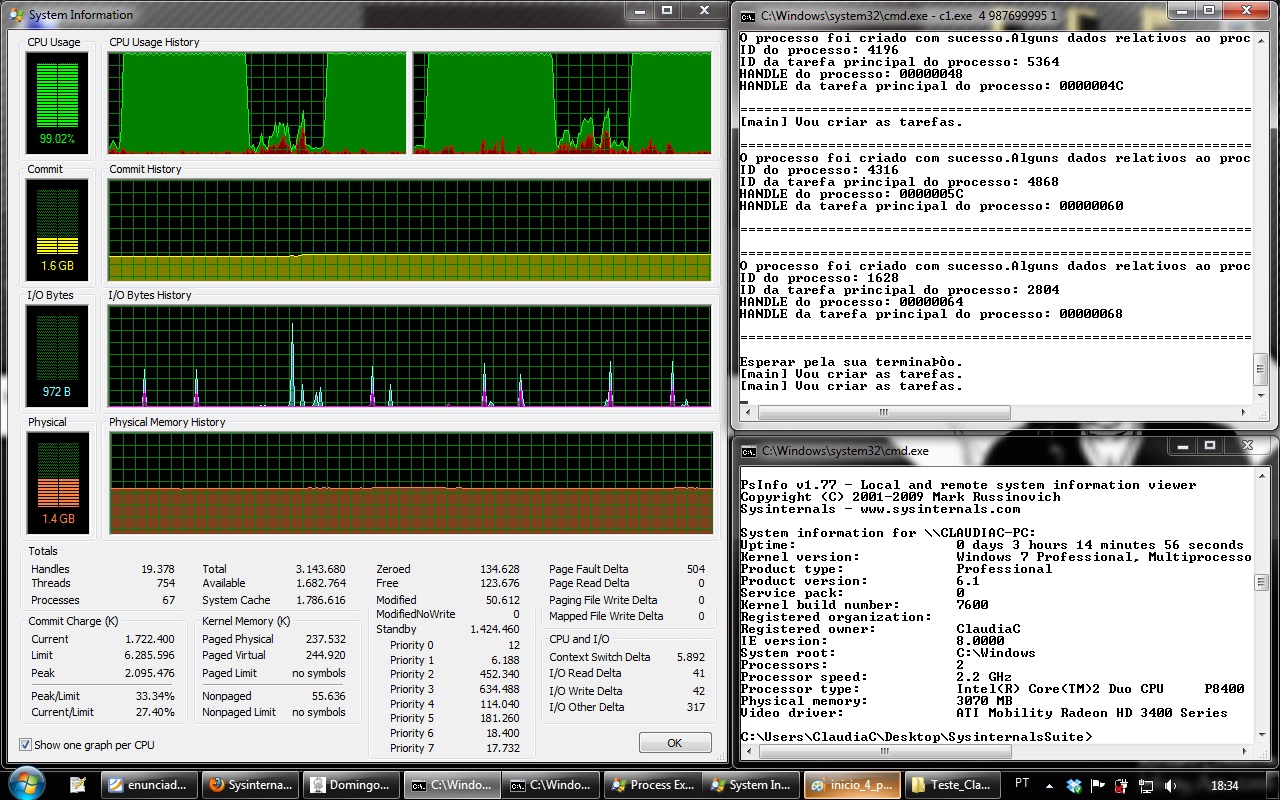 System Information
CPU Usage
CPU Usage History
99.02%
Commit
Commit History
1.6 GB
I/O Bytes
I/O Bytes History
972 B
Physical
Physical Memory History
1.4 GB
Totals
Handles 19.378
Threads 754
Processes 67
Commit Charge (K)
Current 1.722.400
Limit 6.285.596
Peak 2.095.476
Peak/Limit 33.34%
Current/Limit 27.40%
Total 3.143.680
Available 1.682.764
System Cache 1.786.616
Kernel Memory (K)
Paged Physical 237.532
Paged Virtual 244.920
Paged Limit no symbols
Nonpaged 55.636
Nonpaged Limit no symbols
Zeroed 134.628
Free 123.676
Modified 50.612
ModifiedNoWrite 0
Standby 1.424.460
Priority 0 12
Priority 1 6.188
Priority 2 452.340
Priority 3 634.488
Priority 4 114.040
Priority 5 181.260
Priority 6 18.400
Priority 7 17.732
Page Fault Delta 504
Page Read Delta 0
Paging File Write Delta 0
Mapped File Write Delta 0
CPU and I/O
Context Switch Delta 5.892
I/O Read Delta 41
I/O Write Delta 42
I/O Other Delta 317
Show one graph per CPU
OK
C:\Windows\system32\cmd.exe - c1.exe 4 987699995 1
O processo foi criado com sucesso.Alguns dados relativos ao proc
ID do processo: 4196
ID da tarefa principal do processo: 5364
HANDLE do processo: 00000048
HANDLE da tarefa principal do processo: 0000004C
================================================================
[main] Vou criar as tarefas.
================================================================
O processo foi criado com sucesso.Alguns dados relativos ao proc
ID do processo: 4316
ID da tarefa principal do processo: 4868
HANDLE do processo: 0000005C
HANDLE da tarefa principal do processo: 00000060
================================================================
================================================================
O processo foi criado com sucesso.Alguns dados relativos ao proc
ID do processo: 1628
ID da tarefa principal do processo: 2804
HANDLE do processo: 00000064
HANDLE da tarefa principal do processo: 00000068
================================================================
Esperar pela sua terminaÞòo.
[main] Vou criar as tarefas.
[main] Vou criar as tarefas.
C:\Windows\system32\cmd.exe
PsInfo v1.77 - Local and remote system information viewer
Copyright (C) 2001-2009 Mark Russinovich
Sysinternals - www.sysinternals.com
System information for \\CLAUDIAC-PC:
Uptime: 0 days 3 hours 14 minutes 56 seconds
Kernel version: Windows 7 Professional, Multiprocesso
Product type: Professional
Product version: 6.1
Service pack: 0
Kernel build number: 7600
Registered organization:
Registered owner: ClaudiaC
IE version: 8.0000
System root: C:\Windows
Processors: 2
Processor speed: 2.2 GHz
Processor type: Intel(R) Core(TM)2 Duo CPU P8400
Physical memory: 3070 MB
Video driver: ATI Mobility Radeon HD 3400 Series
C:\Users\ClaudiaC\Desktop\SysinternalsSuite>
enunciad... Sysinterna... Domingo... C:\Windo... C:\Windo... Process Ex... System In... inicio_4_p... Teste_Cla... PT 18:34